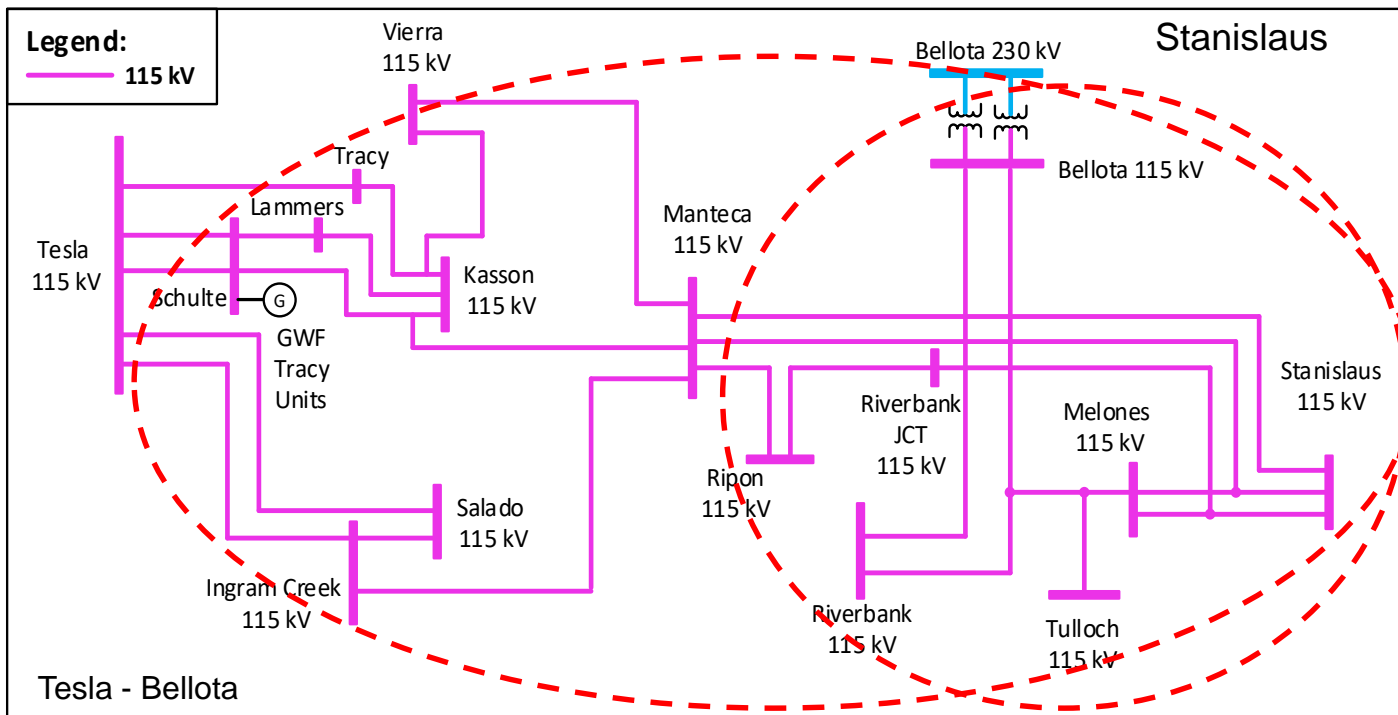 Legend:
115 kV
Vierra
115 kV
Bellota 230 kV
Stanislaus
Tracy
Bellota 115 kV
Lammers
Manteca
115 kV
Tesla
115 kV
Kasson
115 kV
Schulte
G
GWF
Tracy
Units
Stanislaus
115 kV
Riverbank
JCT
115 kV
Melones
115 kV
Ripon
115 kV
Salado
115 kV
Ingram Creek
115 kV
Riverbank
115 kV
Tulloch
115 kV
Tesla - Bellota